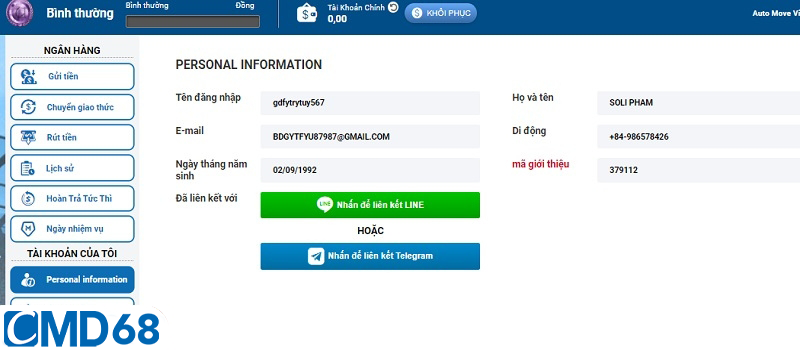 Bình thường
Bình thường Đồng
Tài Khoản Chính
0,00
KHÔI PHỤC
Auto Move Vi
NGÂN HÀNG
Gửi tiền
Chuyển giao thức
Rút tiền
Lịch sử
Hoàn Trả Tức Thì
Ngày nhiệm vụ
TÀI KHOẢN CỦA TÔI
Personal information
PERSONAL INFORMATION
Tên đăng nhập gdfytrytuy567
Họ và tên SOLI PHAM
E-mail BDGYTFYU87987@GMAIL.COM
Di động +84-986578426
Ngày tháng năm
sinh 02/09/1992
mã giới thiệu 379112
Đã liên kết với
LINE
Nhấn để liên kết LINE
HOẶC
Nhấn để liên kết Telegram
CMD68